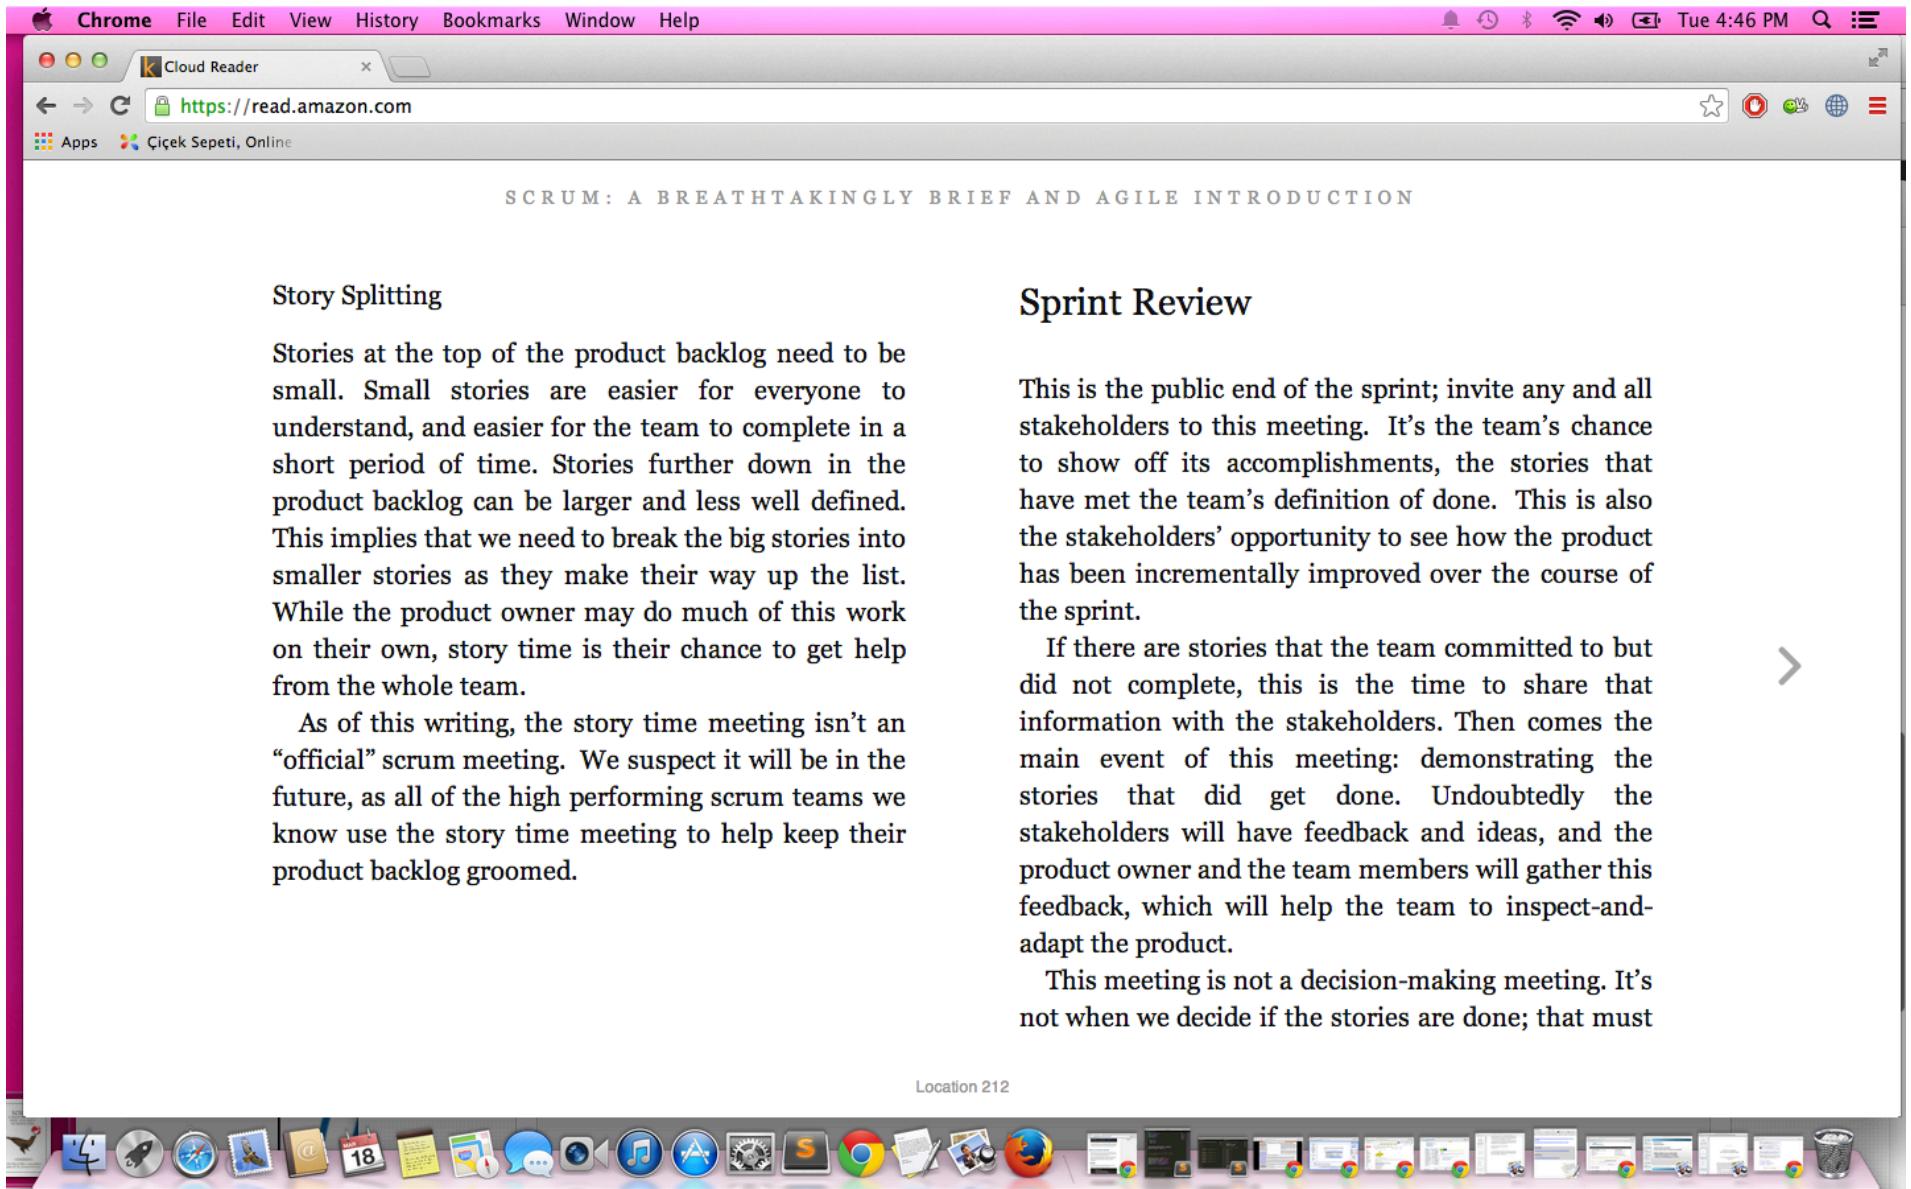 Chrome File Edit View History Bookmarks Window Help Tue 4:46 PM
Cloud Reader
https://read.amazon.com
Apps Çiçek Sepeti, Online
SCRUM: A BREATHTAKINGLY BRIEF AND AGILE INTRODUCTION
Story Splitting
Stories at the top of the product backlog need to be
small. Small stories are easier for everyone to
understand, and easier for the team to complete in a
short period of time. Stories further down in the
product backlog can be larger and less well defined.
This implies that we need to break the big stories into
smaller stories as they make their way up the list.
While the product owner may do much of this work
on their own, story time is their chance to get help
from the whole team.
As of this writing, the story time meeting isn’t an
“official” scrum meeting.  We suspect it will be in the
future, as all of the high performing scrum teams we
know use the story time meeting to help keep their
product backlog groomed.
Sprint Review
This is the public end of the sprint; invite any and all
stakeholders to this meeting.  It’s the team’s chance
to show off its accomplishments, the stories that
have met the team’s definition of done.  This is also
the stakeholders’ opportunity to see how the product
has been incrementally improved over the course of
the sprint.
If there are stories that the team committed to but
did not complete, this is the time to share that
information with the stakeholders. Then comes the
main event of this meeting: demonstrating the
stories that did get done. Undoubtedly the
stakeholders will have feedback and ideas, and the
product owner and the team members will gather this
feedback, which will help the team to inspect-and-
adapt the product.
This meeting is not a decision-making meeting. It’s
not when we decide if the stories are done; that must
Location 212
MAR
18